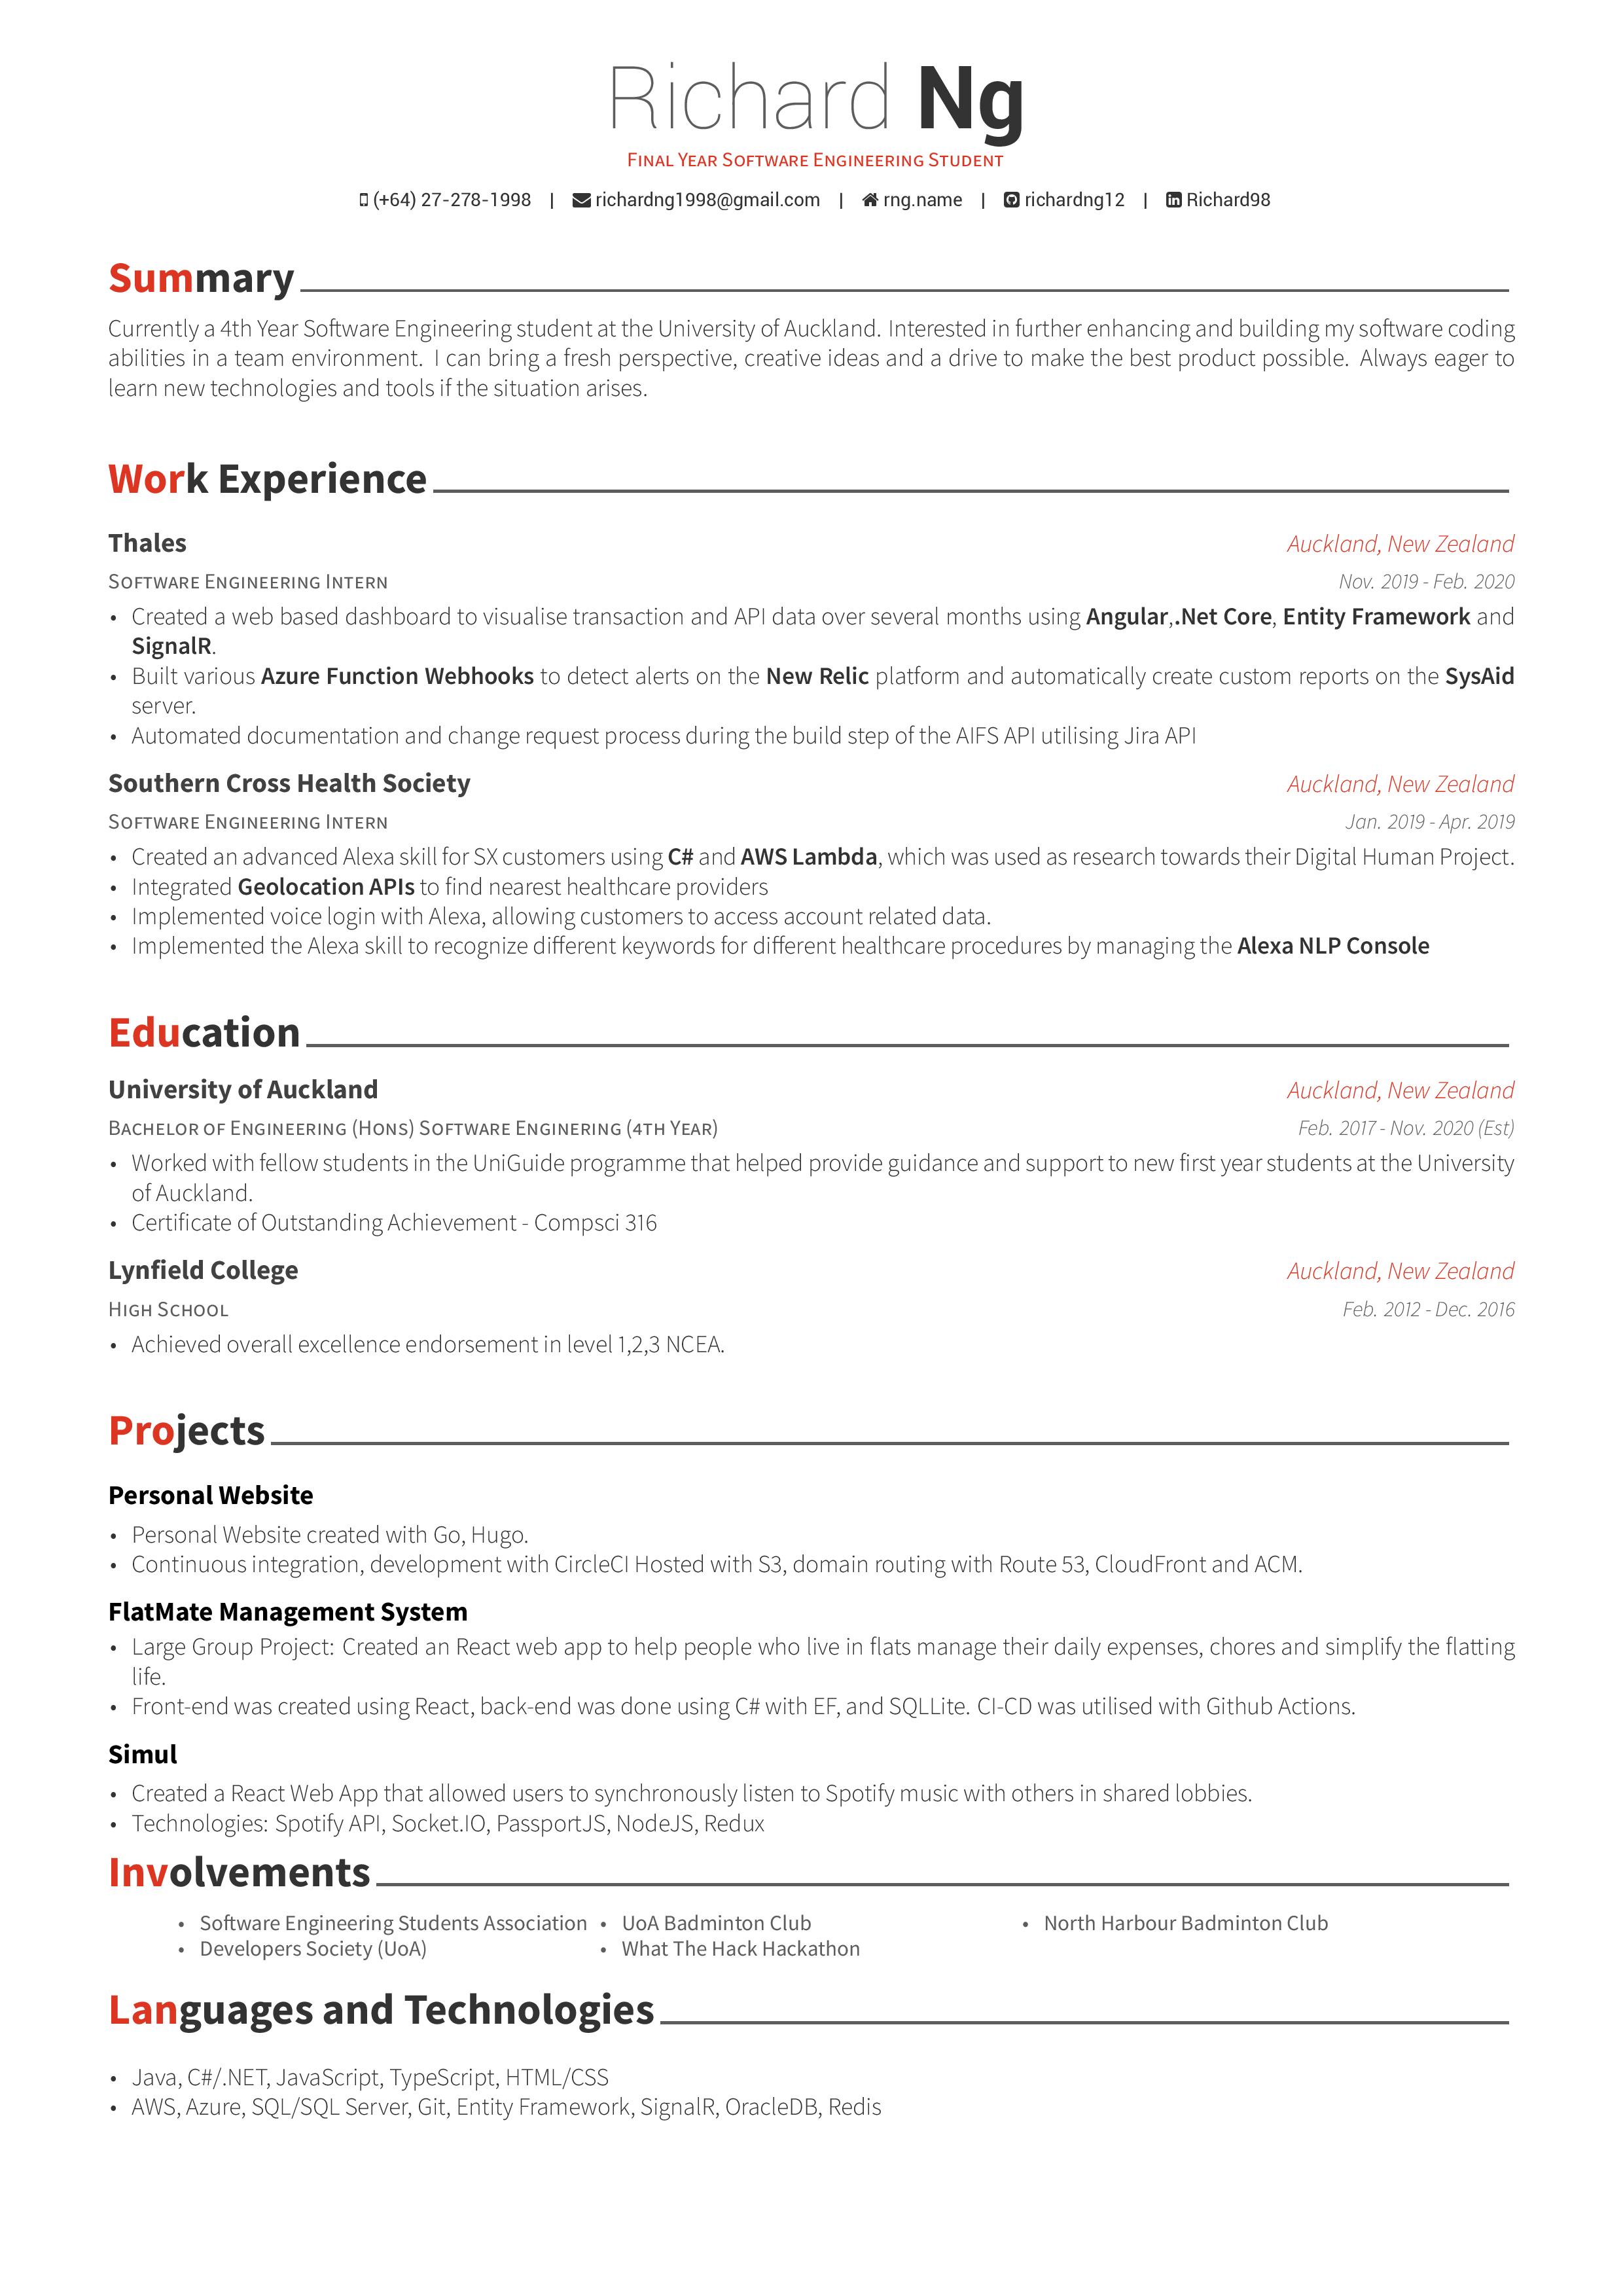 Richard Ng
Final Year Software Engineering Student
(+64) 27-278-1998 | richardng1998@gmail.com | rng.name | richardng12 | Richard98
Summary
Currently a 4th Year Software Engineering student at the University of Auckland. Interested in further enhancing and building my software coding
abilities in a team environment. I can bring a fresh perspective, creative ideas and a drive to make the best product possible. Always eager to
learn new technologies and tools if the situation arises.
Work Experience
Thales Auckland, New Zealand
Software Engineering Intern Nov. 2019 - Feb. 2020
• Created a web based dashboard to visualise transaction and API data over several months using Angular,.Net Core, Entity Framework and
SignalR.
• Built various Azure Function Webhooks to detect alerts on the New Relic platform and automatically create custom reports on the SysAid
server.
• Automated documentation and change request process during the build step of the AIFS API utilising Jira API
Southern Cross Health Society Auckland, New Zealand
Software Engineering Intern Jan. 2019 - Apr. 2019
• Created an advanced Alexa skill for SX customers using C# and AWS Lambda, which was used as research towards their Digital Human Project.
• Integrated Geolocation APIs to find nearest healthcare providers
• Implemented voice login with Alexa, allowing customers to access account related data.
• Implemented the Alexa skill to recognize different keywords for different healthcare procedures by managing the Alexa NLP Console
Education
University of Auckland Auckland, New Zealand
Bachelor of Engineering (Hons) Software Enginering (4th Year) Feb. 2017 - Nov. 2020 (Est)
• Worked with fellow students in the UniGuide programme that helped provide guidance and support to new first year students at the University
of Auckland.
• Certificate of Outstanding Achievement - Compsci 316
Lynfield College Auckland, New Zealand
High School Feb. 2012 - Dec. 2016
• Achieved overall excellence endorsement in level 1,2,3 NCEA.
Projects
Personal Website
• Personal Website created with Go, Hugo.
• Continuous integration, development with CircleCI Hosted with S3, domain routing with Route 53, CloudFront and ACM.
FlatMate Management System
• Large Group Project: Created an React web app to help people who live in flats manage their daily expenses, chores and simplify the flatting
life.
• Front-end was created using React, back-end was done using C# with EF, and SQLLite. CI-CD was utilised with Github Actions.
Simul
• Created a React Web App that allowed users to synchronously listen to Spotify music with others in shared lobbies.
• Technologies: Spotify API, Socket.IO, PassportJS, NodeJS, Redux
Involvements
• Software Engineering Students Association • UoA Badminton Club • North Harbour Badminton Club
• Developers Society (UoA) • What The Hack Hackathon
Languages and Technologies
• Java, C#/.NET, JavaScript, TypeScript, HTML/CSS
• AWS, Azure, SQL/SQL Server, Git, Entity Framework, SignalR, OracleDB, Redis